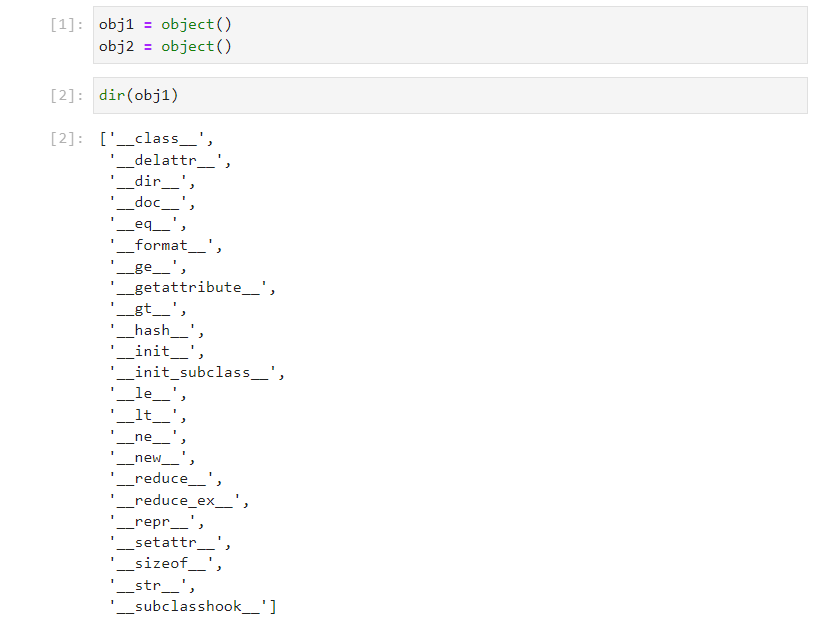 [1]: obj1 = object()
obj2 = object()
[2]: dir(obj1)
[2]: ['__class__',
'__delattr__',
'__dir__',
'__doc__',
'__eq__',
'__format__',
'__ge__',
'__getattribute__',
'__gt__',
'__hash__',
'__init__',
'__init_subclass__',
'__le__',
'__lt__',
'__ne__',
'__new__',
'__reduce__',
'__reduce_ex__',
'__repr__',
'__setattr__',
'__sizeof__',
'__str__',
'__subclasshook__']